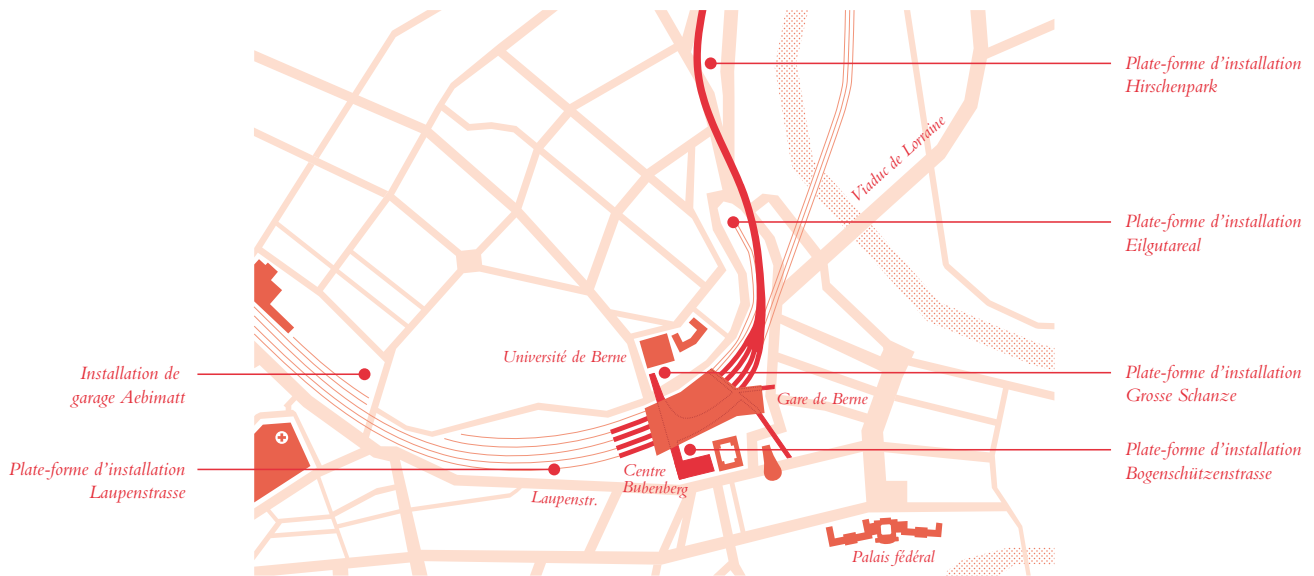 Plate-forme d'installation
Hirschenpark
Viaduc de Lorraine
Plate-forme d'installation
Eilgutareal
Université de Berne
Installation de
garage Aebimatt
Plate-forme d'installation
Grosse Schanze
Gare de Berne
Plate-forme d'installation
Bogenschützenstrasse
Plate-forme d'installation
Laupenstrasse
Centre
Bubenberg
Laupenstr.
Palais fédéral